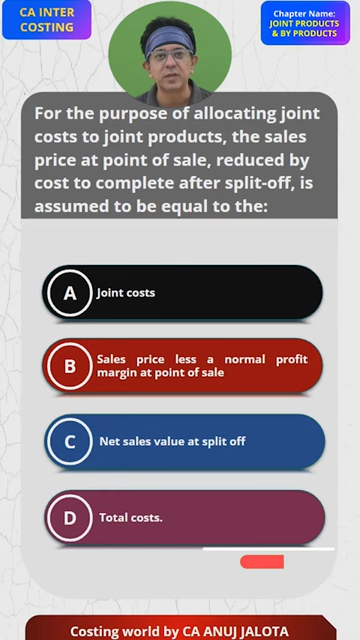 CA INTER
COSTING
Chapter Name:
JOINT PRODUCTS
& BY PRODUCTS
For the purpose of allocating joint
costs to joint products, the sales
price at point of sale, reduced by
cost to complete after split-off, is
assumed to be equal to the:
A Joint costs
B Sales price less a normal profit
margin at point of sale
C Net sales value at split off
D Total costs.
Costing world by CA ANUJ JALOTA